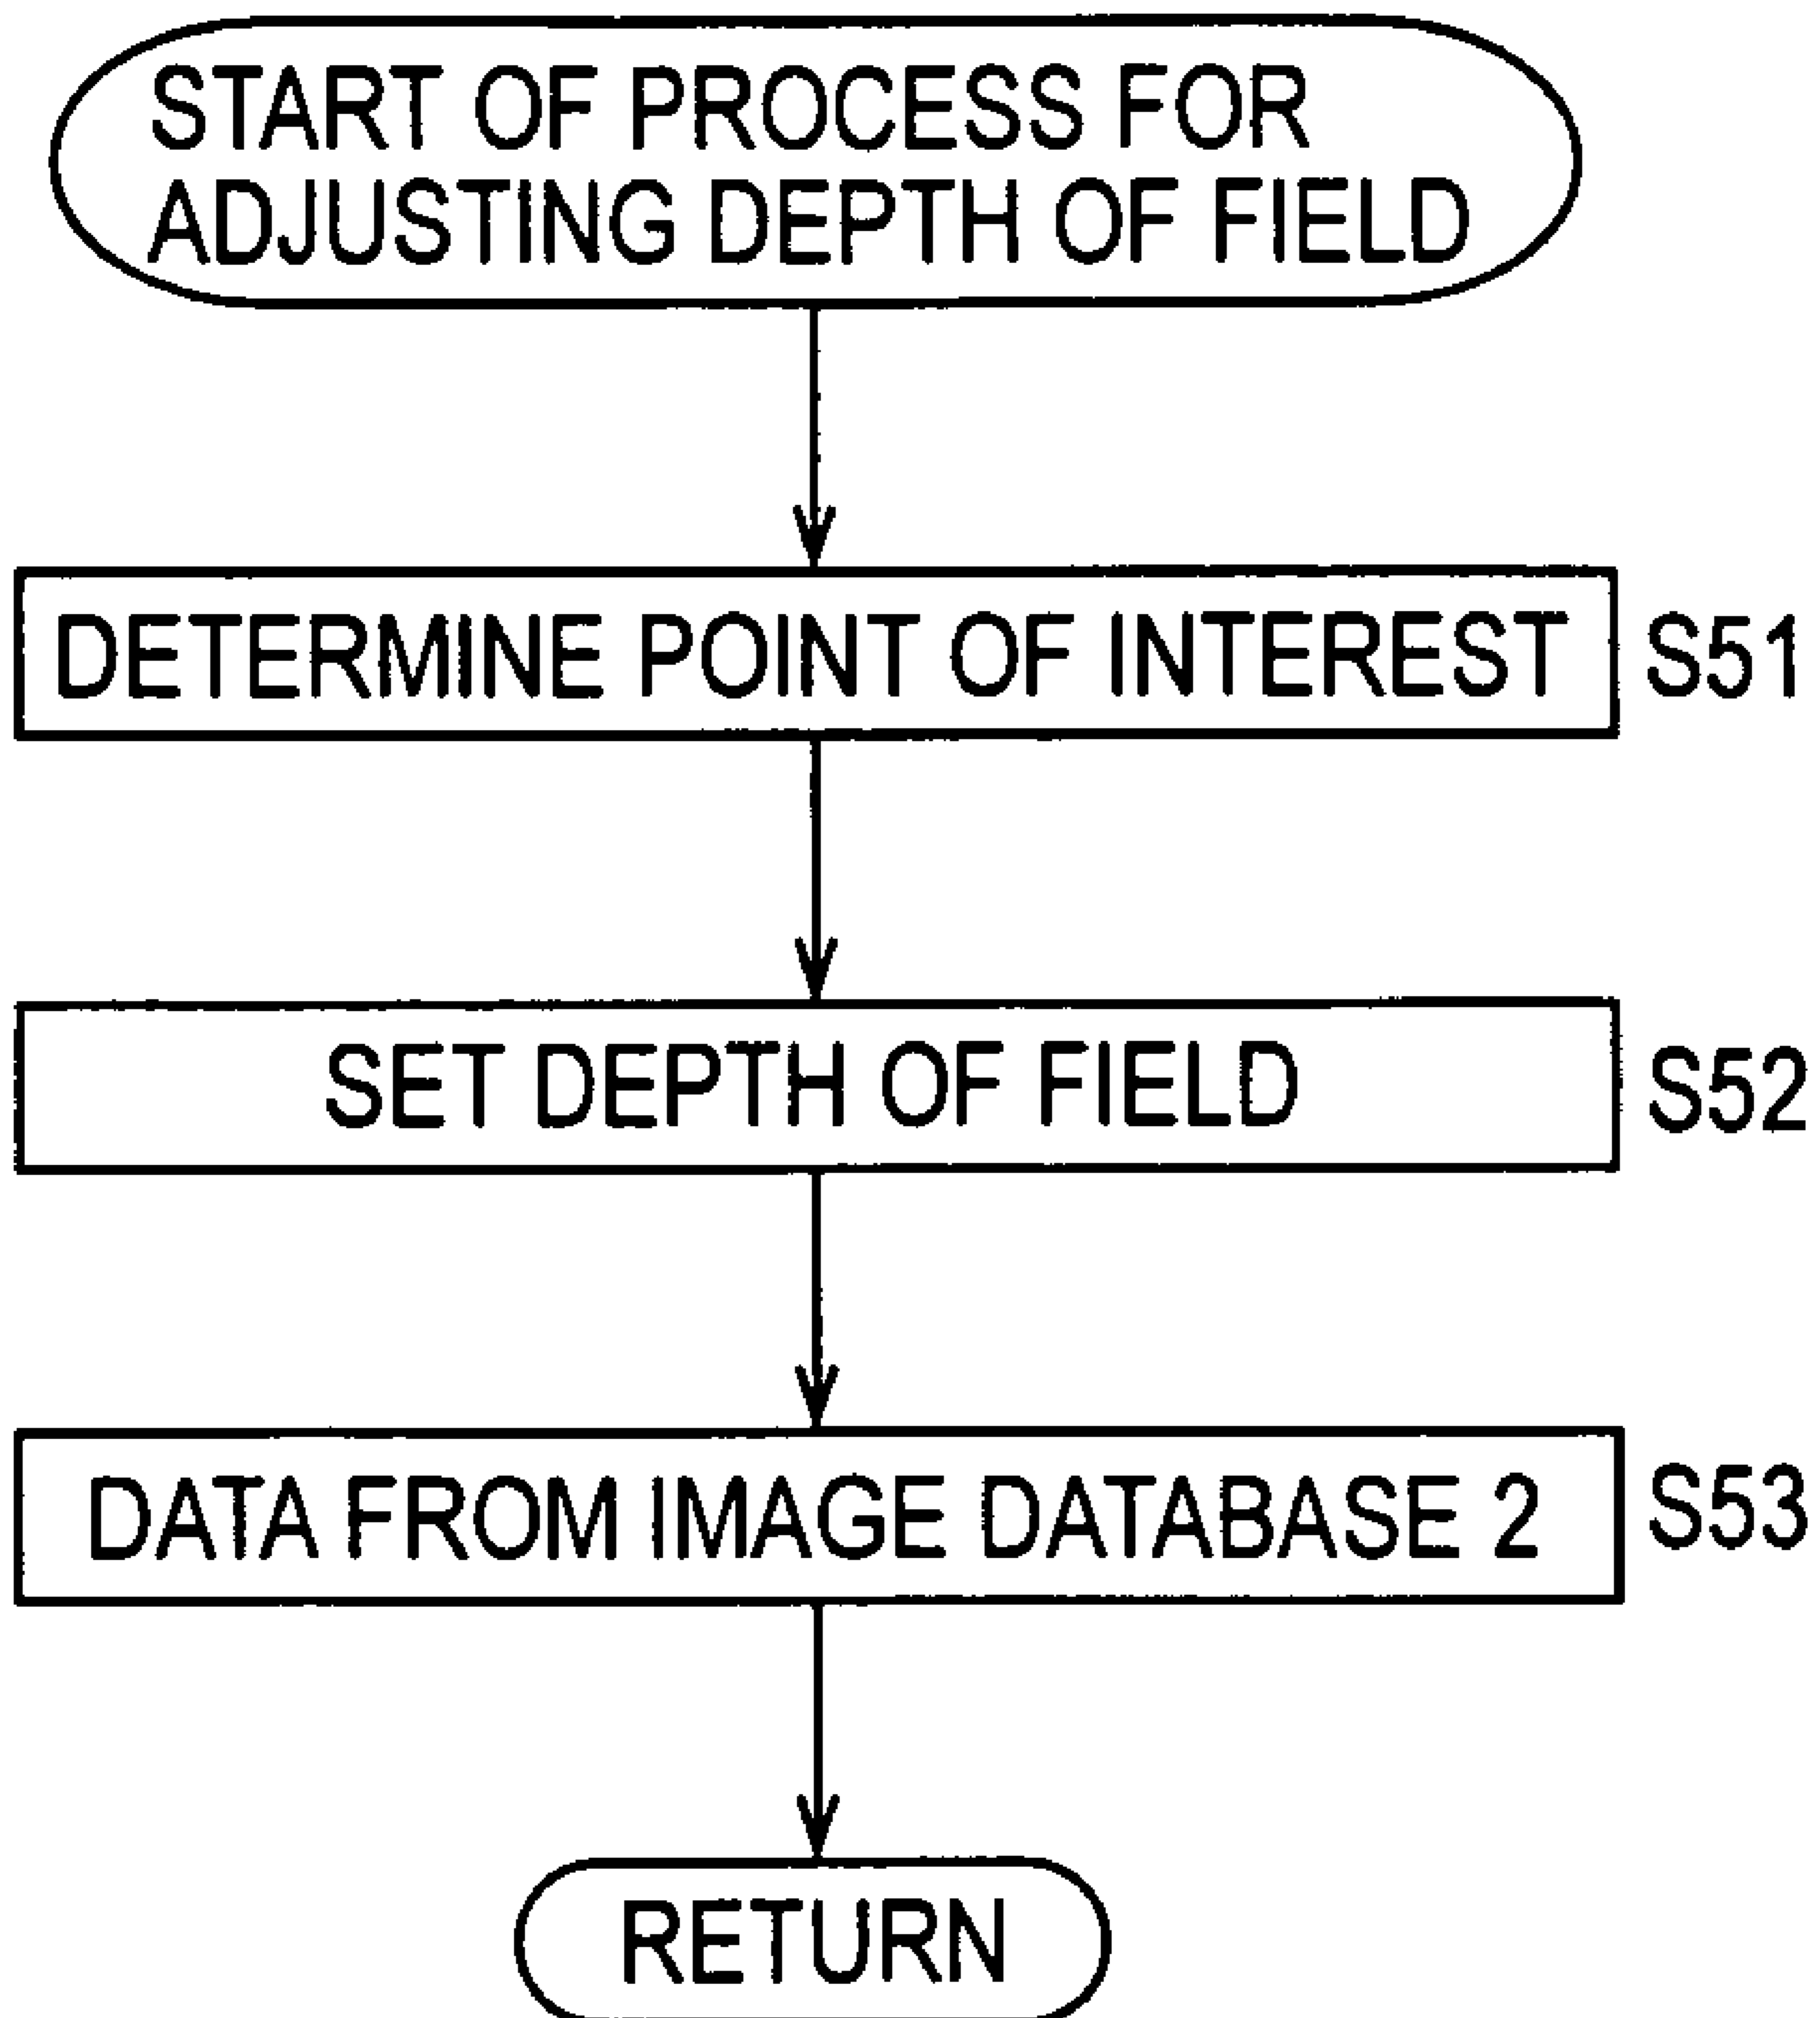 START OF PROCESS FOR
ADJUSTING DEPTH OF FIELD
DETERMINE POINT OF INTEREST S51
SET DEPTH OF FIELD S52
DATA FROM IMAGE DATABASE 2 S53
RETURN